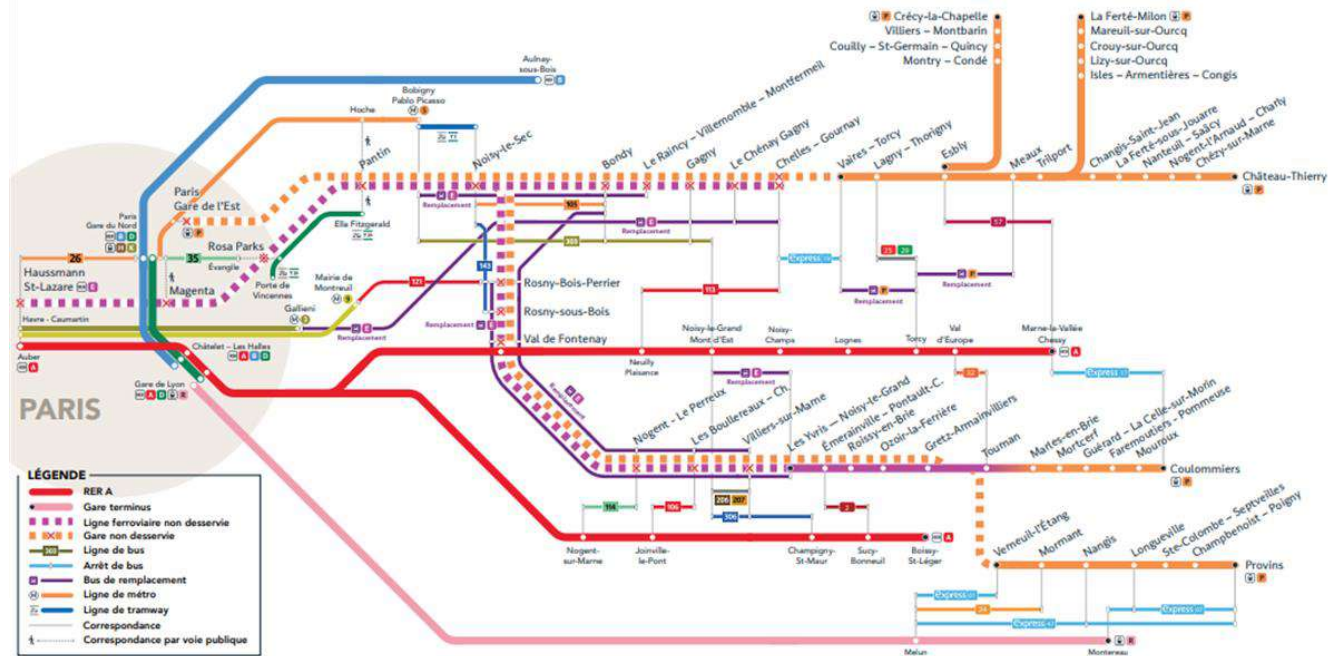 Crécy-la-Chapelle P
Villiers – Montbarin
Couilly – St-Germain – Quincy
Montry – Condé
La Ferté-Milon P
Mareuil-sur-Ourcq
Crouy-sur-Ourcq
Lizy-sur-Ourcq
Isles – Armentières – Congis
Aulnay-
sous-Bois
B
Bobigny
Pablo Picasso
M 5
Hoche
T1
Pantin
Noisy-le-Sec
Bondy
Le Raincy – Villemomble – Montfermeil
Gagny
Le Chénay Gagny
Chelles – Gournay
Vaires – Torcy
Lagny – Thorigny
Esbly
Meaux
Trilport
Changis-Saint-Jean
La Ferté-sous-Jouarre
Nanteuil – Saâcy
Nogent-l'Arnaud – Charly
Chézy-sur-Marne
Château-Thierry
P
Paris
Gare de l'Est
P
Paris
Gare du Nord
B D
H K
E
Remplacement
105
E
Remplacement
303
Ella Fitzgerald
Rosa Parks
35
Évangile
26
Haussmann
St-Lazare E
Magenta
Porte de
Vincennes
Mairie de
Montreuil
M 9
121
143
Gallieni
M 3
E
Remplacement
Havre - Caumartin
Auber
A
Châtelet – Les Halles
A B D
Gare de Lyon
A D R
PARIS
Rosny-Bois-Perrier
Rosny-sous-Bois
Val de Fontenay
Remplacement E
E
Remplacement
113
Express
P
Remplacement
P
Remplacement
Neuilly
Plaisance
Noisy-le-Grand
Mont d'Est
Noisy-
Champs
Lognes
Torcy
Val
d'Europe
Marne-la-Vallée
Chessy
A
E
Remplacement
Express
Nogent – Le Perreux
Les Boullereaux – Ch.
Villiers-sur-Marne
Les Yvris — Noisy-le-Grand
Émerainville – Pontault-C.
Roissy-en-Brie
Ozoir-la-Ferrière
Gretz-Armainvilliers
Tournan
Marles-en-Brie
Mortcerf
Guérard – La Celle-sur-Morin
Faremoutiers – Pommeuse
Mouroux
Coulommiers
P
114
106
206 207
306
Nogent-
sur-Marne
Joinville-
le-Pont
Champigny-
St-Maur
Sucy-
Bonneuil
Boissy-
St-Léger
A
Verneuil-l'Étang
Mormant
Nangis
Longueville
Ste-Colombe – Septveilles
Champbenoist – Poigny
Provins
P
Express
Express
Express
Melun
Montereau
R
LÉGENDE
RER A
Gare terminus
Ligne ferroviaire non desservie
Gare non desservie
303 Ligne de bus
Arrêt de bus
Bus de remplacement
M Ligne de métro
Ligne de tramway
Correspondance
Correspondance par voie publique